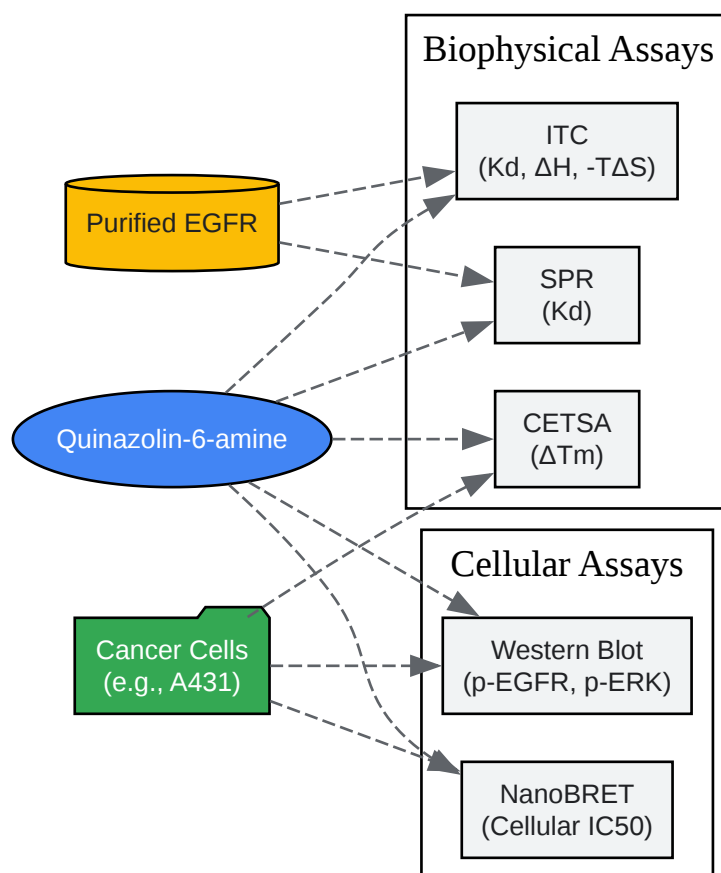 Biophysical Assays
ITC
(Kd, ΔH, -TΔS)
Purified EGFR
SPR
(Kd)
Quinazolin-6-amine
CETSA
(ΔTm)
Cellular Assays
Cancer Cells
(e.g., A431)
Western Blot
(p-EGFR, p-ERK)
NanoBRET
(Cellular IC50)